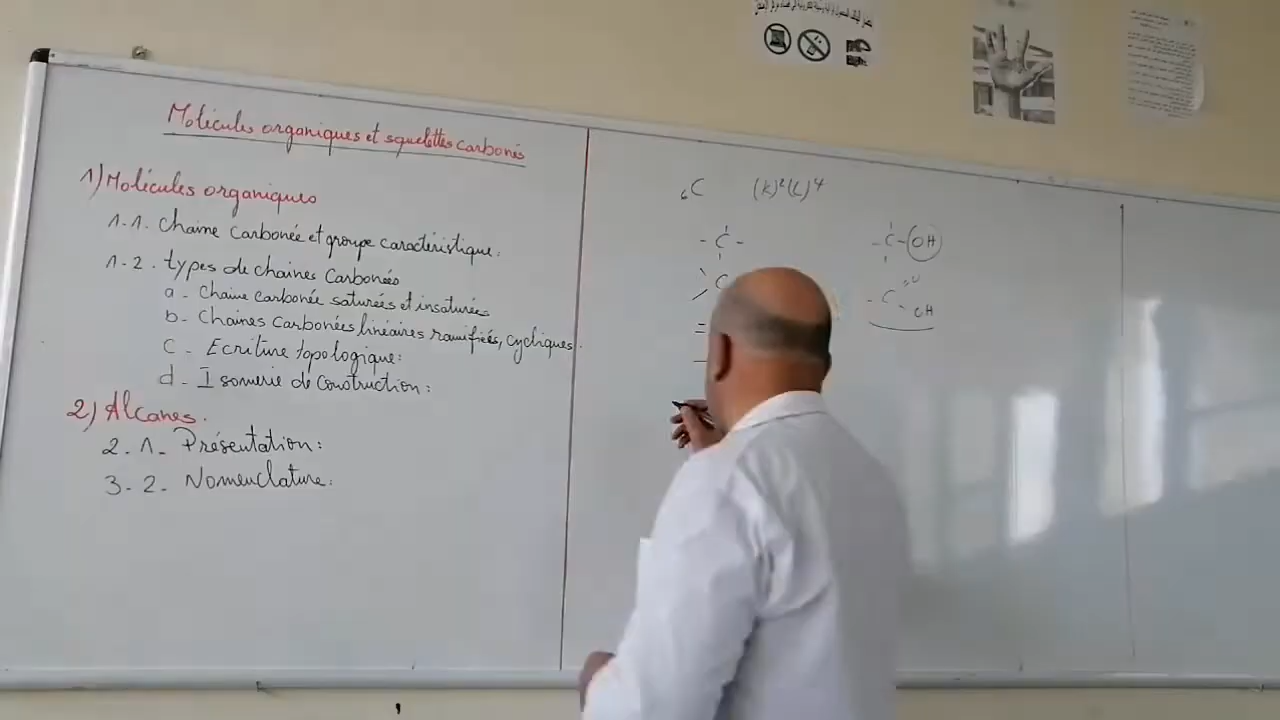 Molécules organiques et squelettes carbonés
1) Molécules organiques
1-1. Chaine Carbonée et groupe caractéristique.
1-2. types de chaines Carbonées
a - Chaine carbonée saturées et insaturées
b - Chaines Carbonées linéaires ramifiées, cycliques.
C - Ecriture topologique:
d - Isomerie de Construction:
2) Alcanes.
2.1- Présentation:
3-2- Nomenclature:
₆C (K)²(L)⁴
- C -
- C - OH
C
- C
OH